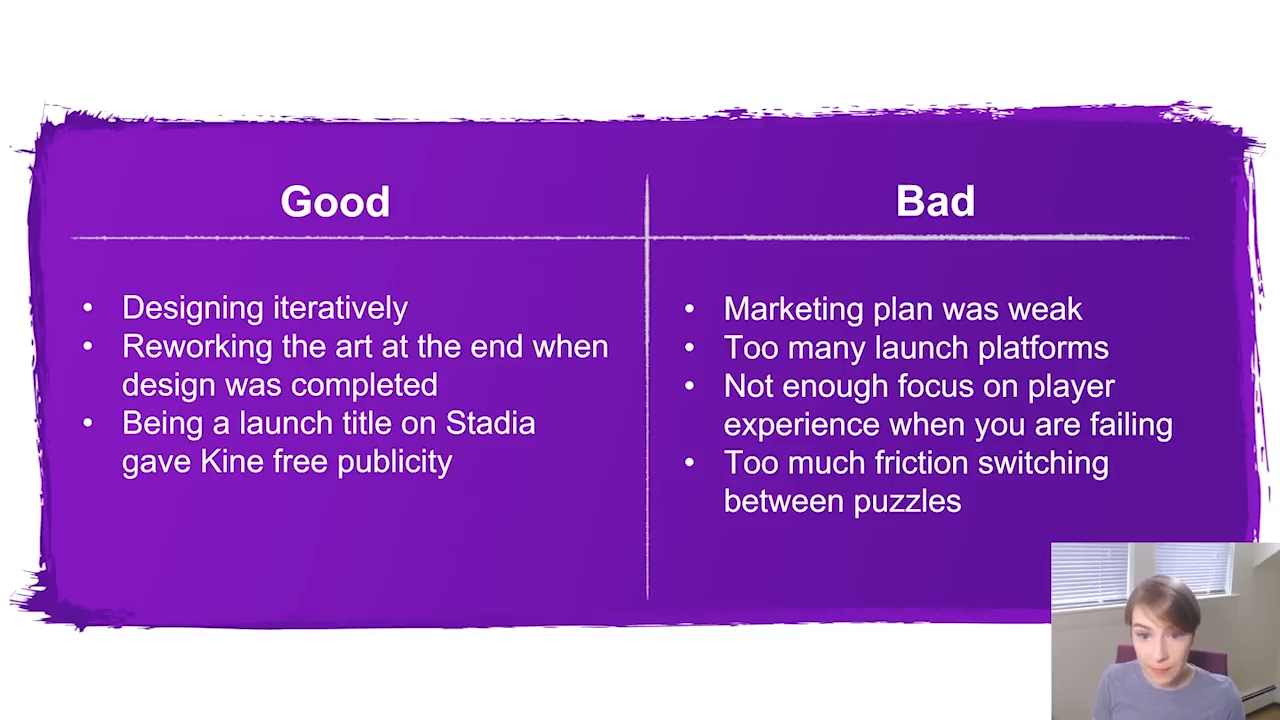 Good
• Designing iteratively
• Reworking the art at the end when
design was completed
• Being a launch title on Stadia
gave Kine free publicity
Bad
• Marketing plan was weak
• Too many launch platforms
• Not enough focus on player
experience when you are failing
• Too much friction switching
between puzzles